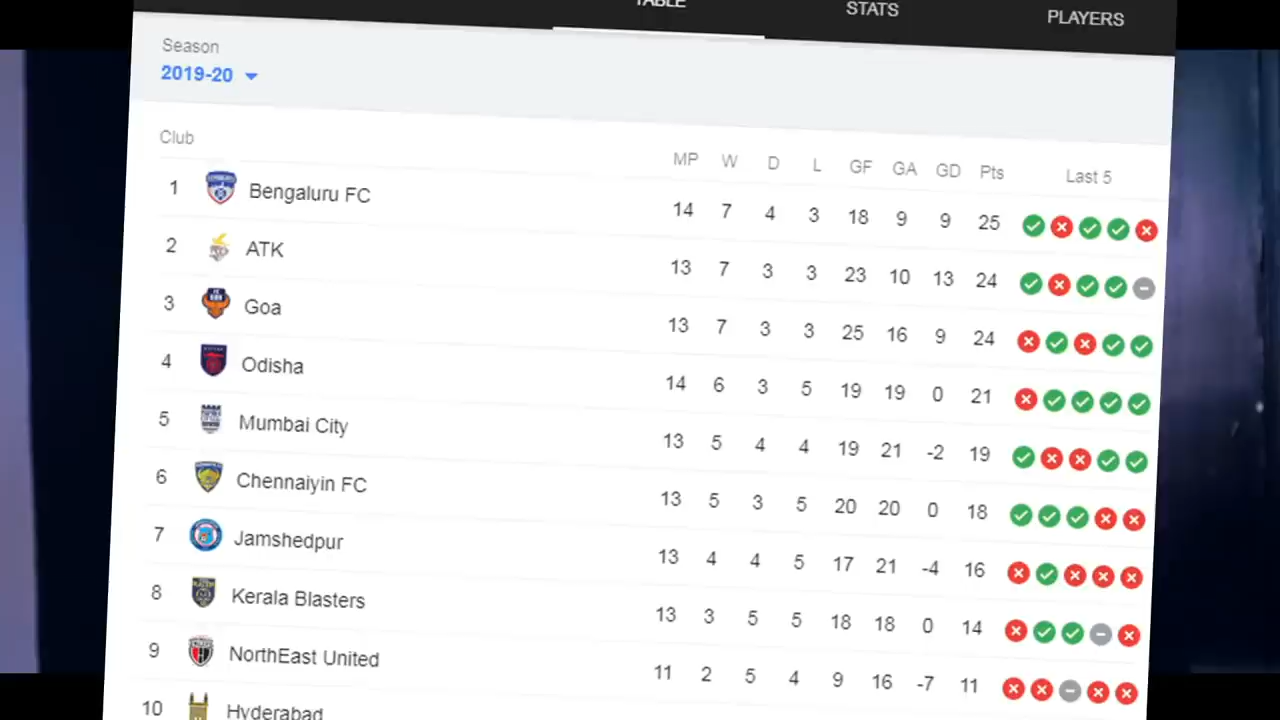 TABLE STATS PLAYERS
Season
2019-20
Club MP W D L GF GA GD Pts Last 5
1 Bengaluru FC 14 7 4 3 18 9 9 25
2 ATK 13 7 3 3 23 10 13 24
3 Goa 13 7 3 3 25 16 9 24
4 Odisha 14 6 3 5 19 19 0 21
5 Mumbai City 13 5 4 4 19 21 -2 19
6 Chennaiyin FC 13 5 3 5 20 20 0 18
7 Jamshedpur 13 4 4 5 17 21 -4 16
8 Kerala Blasters 13 3 5 5 18 18 0 14
9 NorthEast United 11 2 5 4 9 16 -7 11
10 Hyderabad